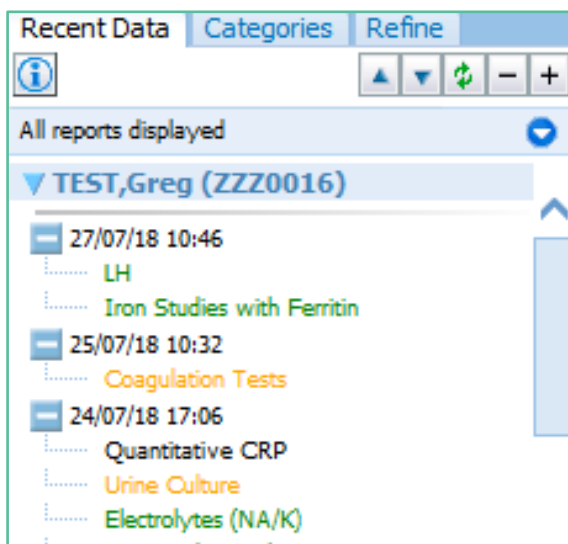 Recent Data Categories Refine
All reports displayed
TEST,Greg (ZZZ0016)
27/07/18 10:46
LH
Iron Studies with Ferritin
25/07/18 10:32
Coagulation Tests
24/07/18 17:06
Quantitative CRP
Urine Culture
Electrolytes (NA/K)